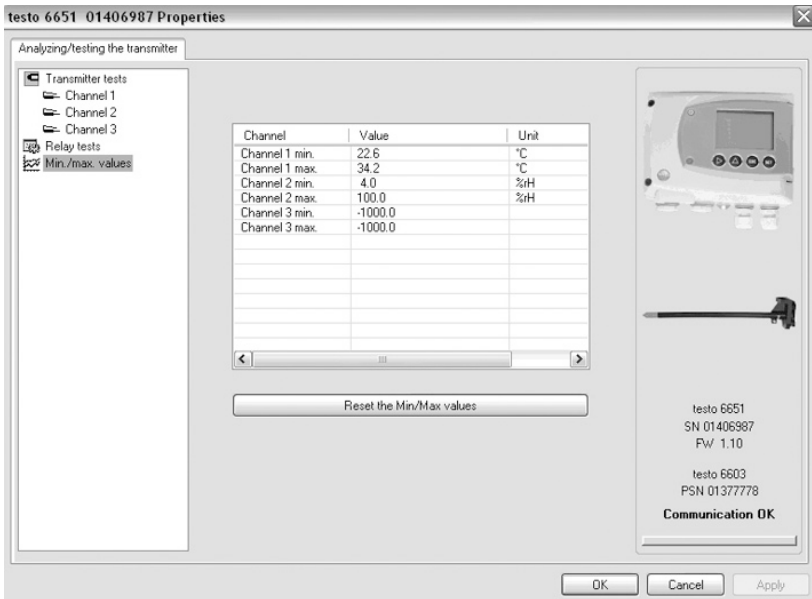 testo 6651 01406987 Properties
Analyzing/testing the transmitter
Transmitter tests
Channel 1
Channel 2
Channel 3
Relay tests
Min./max. values
Channel Value Unit
Channel 1 min. 22.6 °C
Channel 1 max. 34.2 °C
Channel 2 min. 4.0 %rH
Channel 2 max. 100.0 %rH
Channel 3 min. -1000.0
Channel 3 max. -1000.0
Reset the Min/Max values
testo 6651
SN 01406987
FW 1.10
testo 6603
PSN 01377778
Communication OK
OK
Cancel
Apply